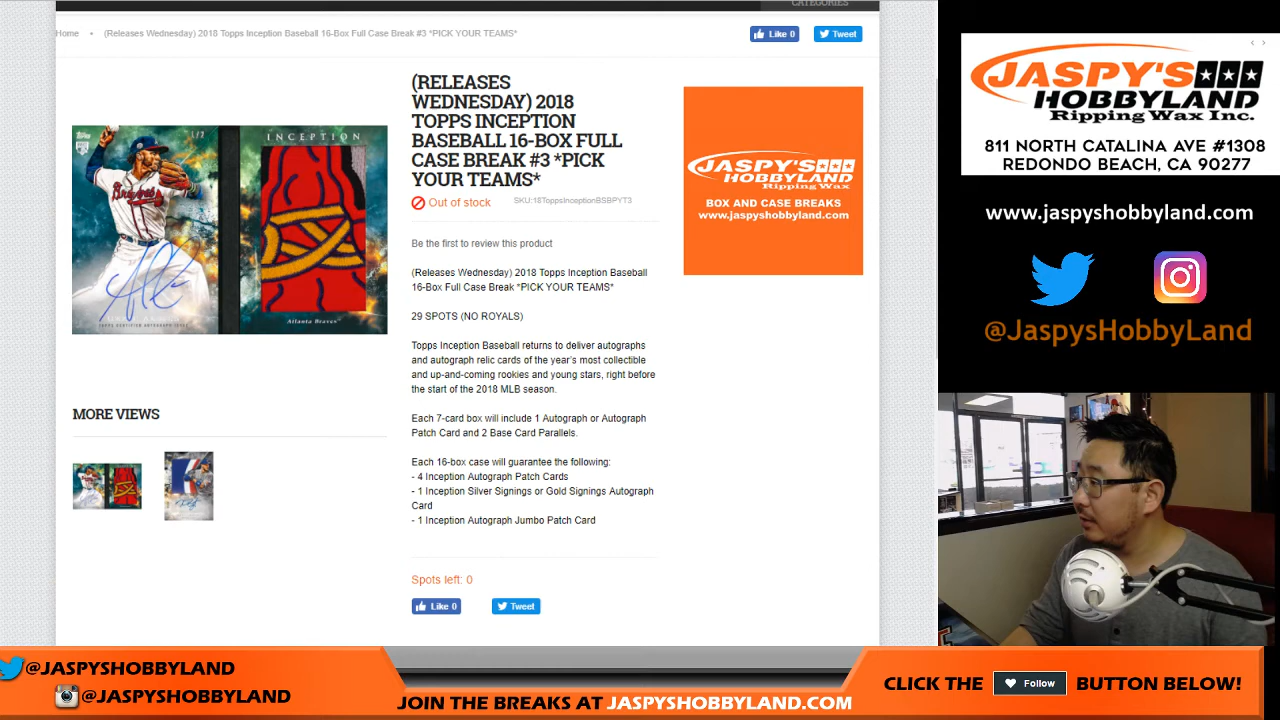 CATEGORIES
Home • (Releases Wednesday) 2018 Topps Inception Baseball 16-Box Full Case Break #3 *PICK YOUR TEAMS*
Like 0
Tweet
(RELEASES
WEDNESDAY) 2018
TOPPS INCEPTION
BASEBALL 16-BOX FULL
CASE BREAK #3 *PICK
YOUR TEAMS*
Out of stock
SKU:18ToppsInceptionBSBPYT3
Be the first to review this product
(Releases Wednesday) 2018 Topps Inception Baseball
16-Box Full Case Break *PICK YOUR TEAMS*
29 SPOTS (NO ROYALS)
Topps Inception Baseball returns to deliver autographs
and autograph relic cards of the year's most collectible
and up-and-coming rookies and young stars, right before
the start of the 2018 MLB season.
Each 7-card box will include 1 Autograph or Autograph
Patch Card and 2 Base Card Parallels.
Each 16-box case will guarantee the following:
- 4 Inception Autograph Patch Cards
- 1 Inception Silver Signings or Gold Signings Autograph
Card
- 1 Inception Autograph Jumbo Patch Card
Spots left: 0
Like 0
Tweet
Topps
1/2
INCEPTION
Braves
Atlanta Braves
MORE VIEWS
JASPY'S
HOBBYLAND
Ripping Wax
BOX AND CASE BREAKS
www.jaspyshobbyland.com
JASPY'S
HOBBYLAND
Ripping Wax Inc.
811 NORTH CATALINA AVE #1308
REDONDO BEACH, CA 90277
www.jaspyshobbyland.com
@JaspysHobbyLand
@JASPYSHOBBYLAND
@JASPYSHOBBYLAND
JOIN THE BREAKS AT JASPYSHOBBYLAND.COM
CLICK THE
Follow
BUTTON BELOW!